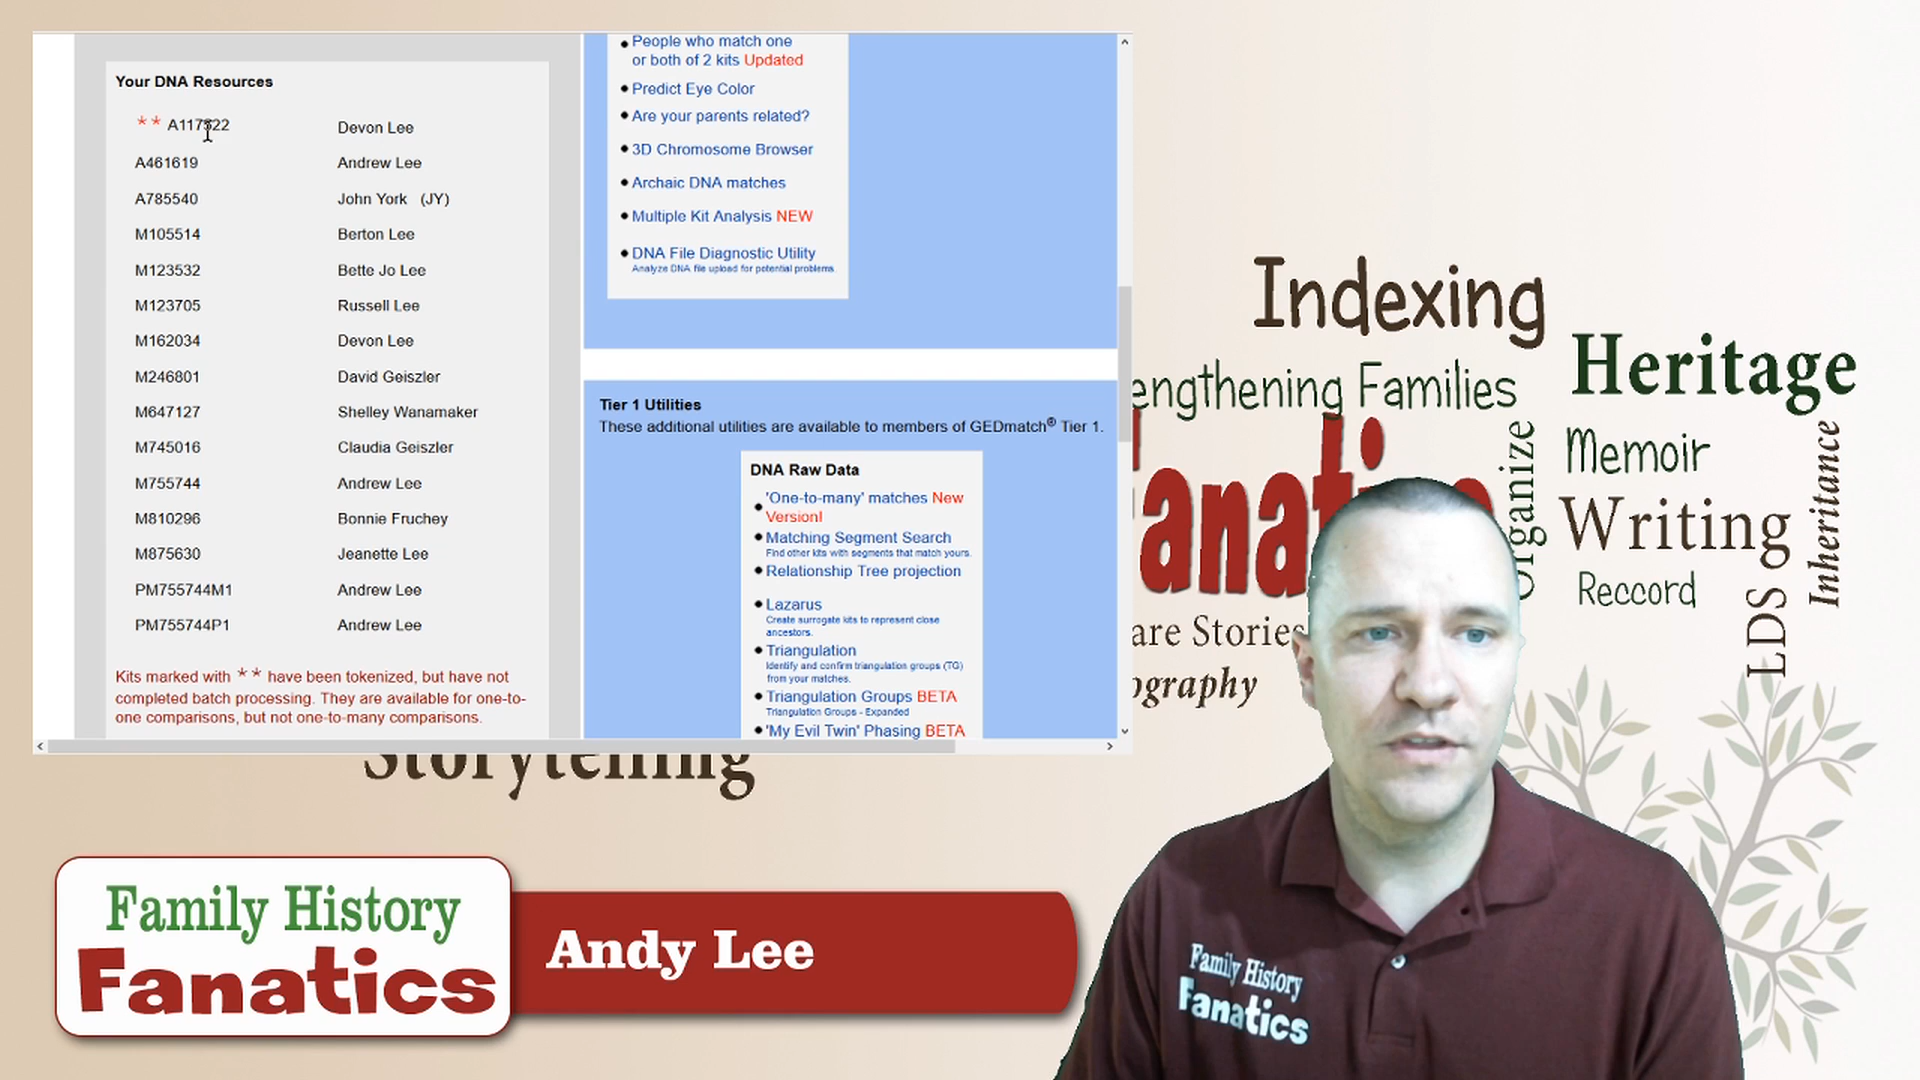 Your DNA Resources
** A117522 Devon Lee
A461619 Andrew Lee
A785540 John York (JY)
M105514 Berton Lee
M123532 Bette Jo Lee
M123705 Russell Lee
M162034 Devon Lee
M246801 David Geiszler
M647127 Shelley Wanamaker
M745016 Claudia Geiszler
M755744 Andrew Lee
M810296 Bonnie Fruchey
M875630 Jeanette Lee
PM755744M1 Andrew Lee
PM755744P1 Andrew Lee
Kits marked with ** have been tokenized, but have not
completed batch processing. They are available for one-to-
one comparisons, but not one-to-many comparisons.
People who match one
or both of 2 kits Updated
Predict Eye Color
Are your parents related?
3D Chromosome Browser
Archaic DNA matches
Multiple Kit Analysis NEW
DNA File Diagnostic Utility
Analyze DNA file upload for potential problems.
Tier 1 Utilities
These additional utilities are available to members of GEDmatch® Tier 1.
DNA Raw Data
'One-to-many' matches New
Version!
Matching Segment Search
Find other kits with segments that match yours.
Relationship Tree projection
Lazarus
Create surrogate kits to represent close
ancestors.
Triangulation
Identify and confirm triangulation groups (TG)
from your matches.
Triangulation Groups BETA
Triangulation Groups - Expanded
'My Evil Twin' Phasing BETA
Indexing
Heritage
engthening Families
Memoir
Organize
Writing
Inheritance
anatic
Reccord
LDS
are Stories
ography
Storytelling
Family History
Fanatics
Andy Lee
Family History
Fanatics